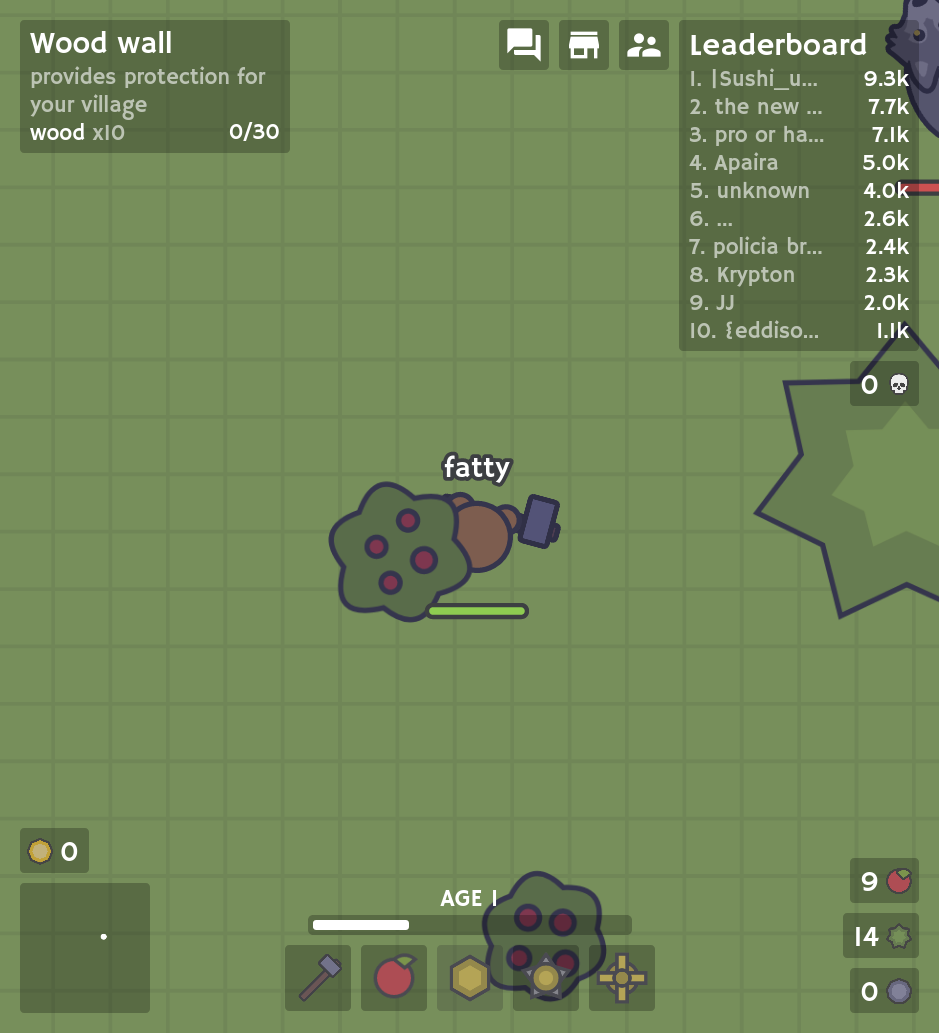 Wood wall
provides protection for
your village
wood x10 0/30
Leaderboard
1. |Sushi_u... 9.3k
2. the new ... 7.7k
3. pro or ha... 7.1k
4. Apaira 5.0k
5. unknown 4.0k
6. ... 2.6k
7. policia br... 2.4k
8. Krypton 2.3k
9. JJ 2.0k
10. {eddiso... 1.1k
0
fatty
0
AGE 1
9
14
0